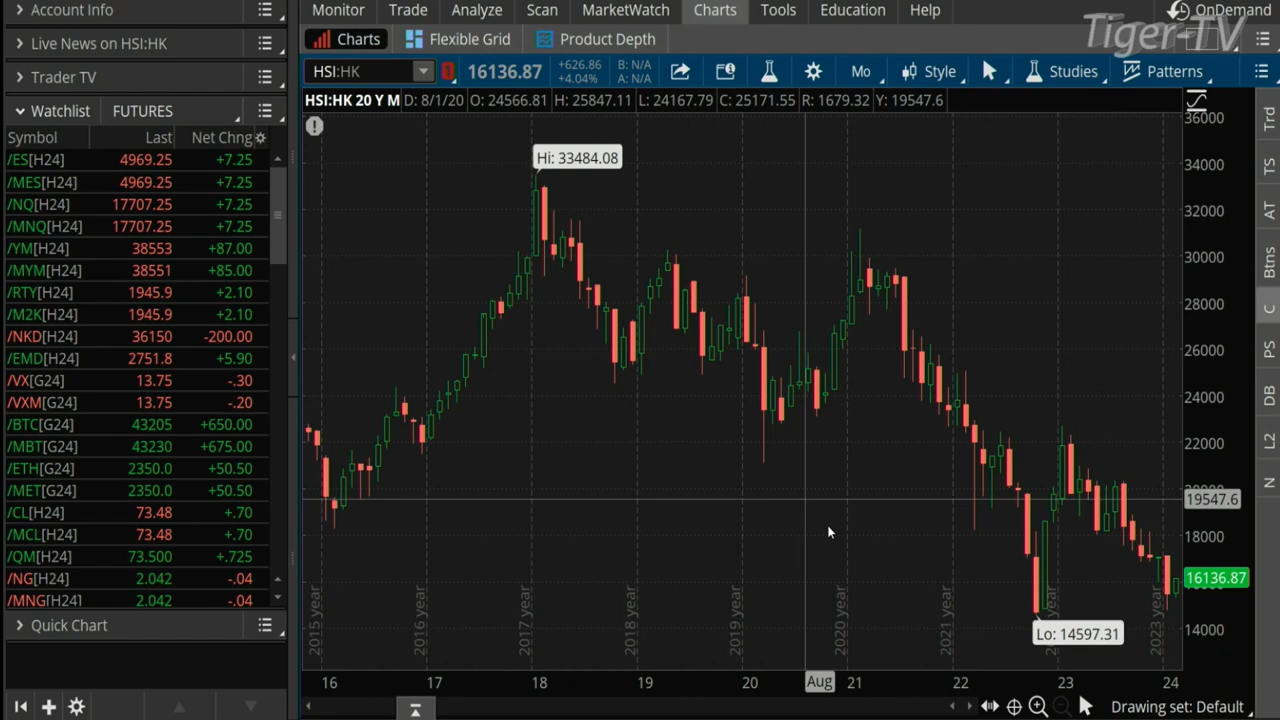 Account Info
Monitor Trade Analyze Scan MarketWatch Charts Tools Education Help OnDemand
Tiger-TV
Live News on HSI:HK
Charts Flexible Grid Product Depth
Trader TV
HSI:HK 16136.87 +626.86 +4.04% B: N/A A: N/A Mo Style Studies Patterns
Watchlist FUTURES
HSI:HK 20 Y M D: 8/1/20 O: 24566.81 H: 25847.11 L: 24167.79 C: 25171.55 R: 1679.32 Y: 19547.6
Symbol Last Net Chng
/ES[H24] 4969.25 +7.25
/MES[H24] 4969.25 +7.25
/NQ[H24] 17707.25 +7.25
/MNQ[H24] 17707.25 +7.25
/YM[H24] 38553 +87.00
/MYM[H24] 38551 +85.00
/RTY[H24] 1945.9 +2.10
/M2K[H24] 1945.9 +2.10
/NKD[H24] 36150 -200.00
/EMD[H24] 2751.8 +5.90
/VX[G24] 13.75 -.30
/VXM[G24] 13.75 -.20
/BTC[G24] 43205 +650.00
/MBT[G24] 43230 +675.00
/ETH[G24] 2350.0 +50.50
/MET[G24] 2350.0 +50.50
/CL[H24] 73.48 +.70
/MCL[H24] 73.48 +.70
/QM[H24] 73.500 +.725
/NG[H24] 2.042 -.04
/MNG[H24] 2.042 -.04
Quick Chart
Hi: 33484.08
Lo: 14597.31
36000
34000
32000
30000
28000
26000
24000
22000
19547.6
18000
16136.87
14000
2015 year
2016 year
2017 year
2018 year
2019 year
2020 year
2021 year
2023 year
16 17 18 19 20 Aug 21 22 23 24
Drawing set: Default
Trd
TS
AT
Btns
C
PS
DB
L2
N